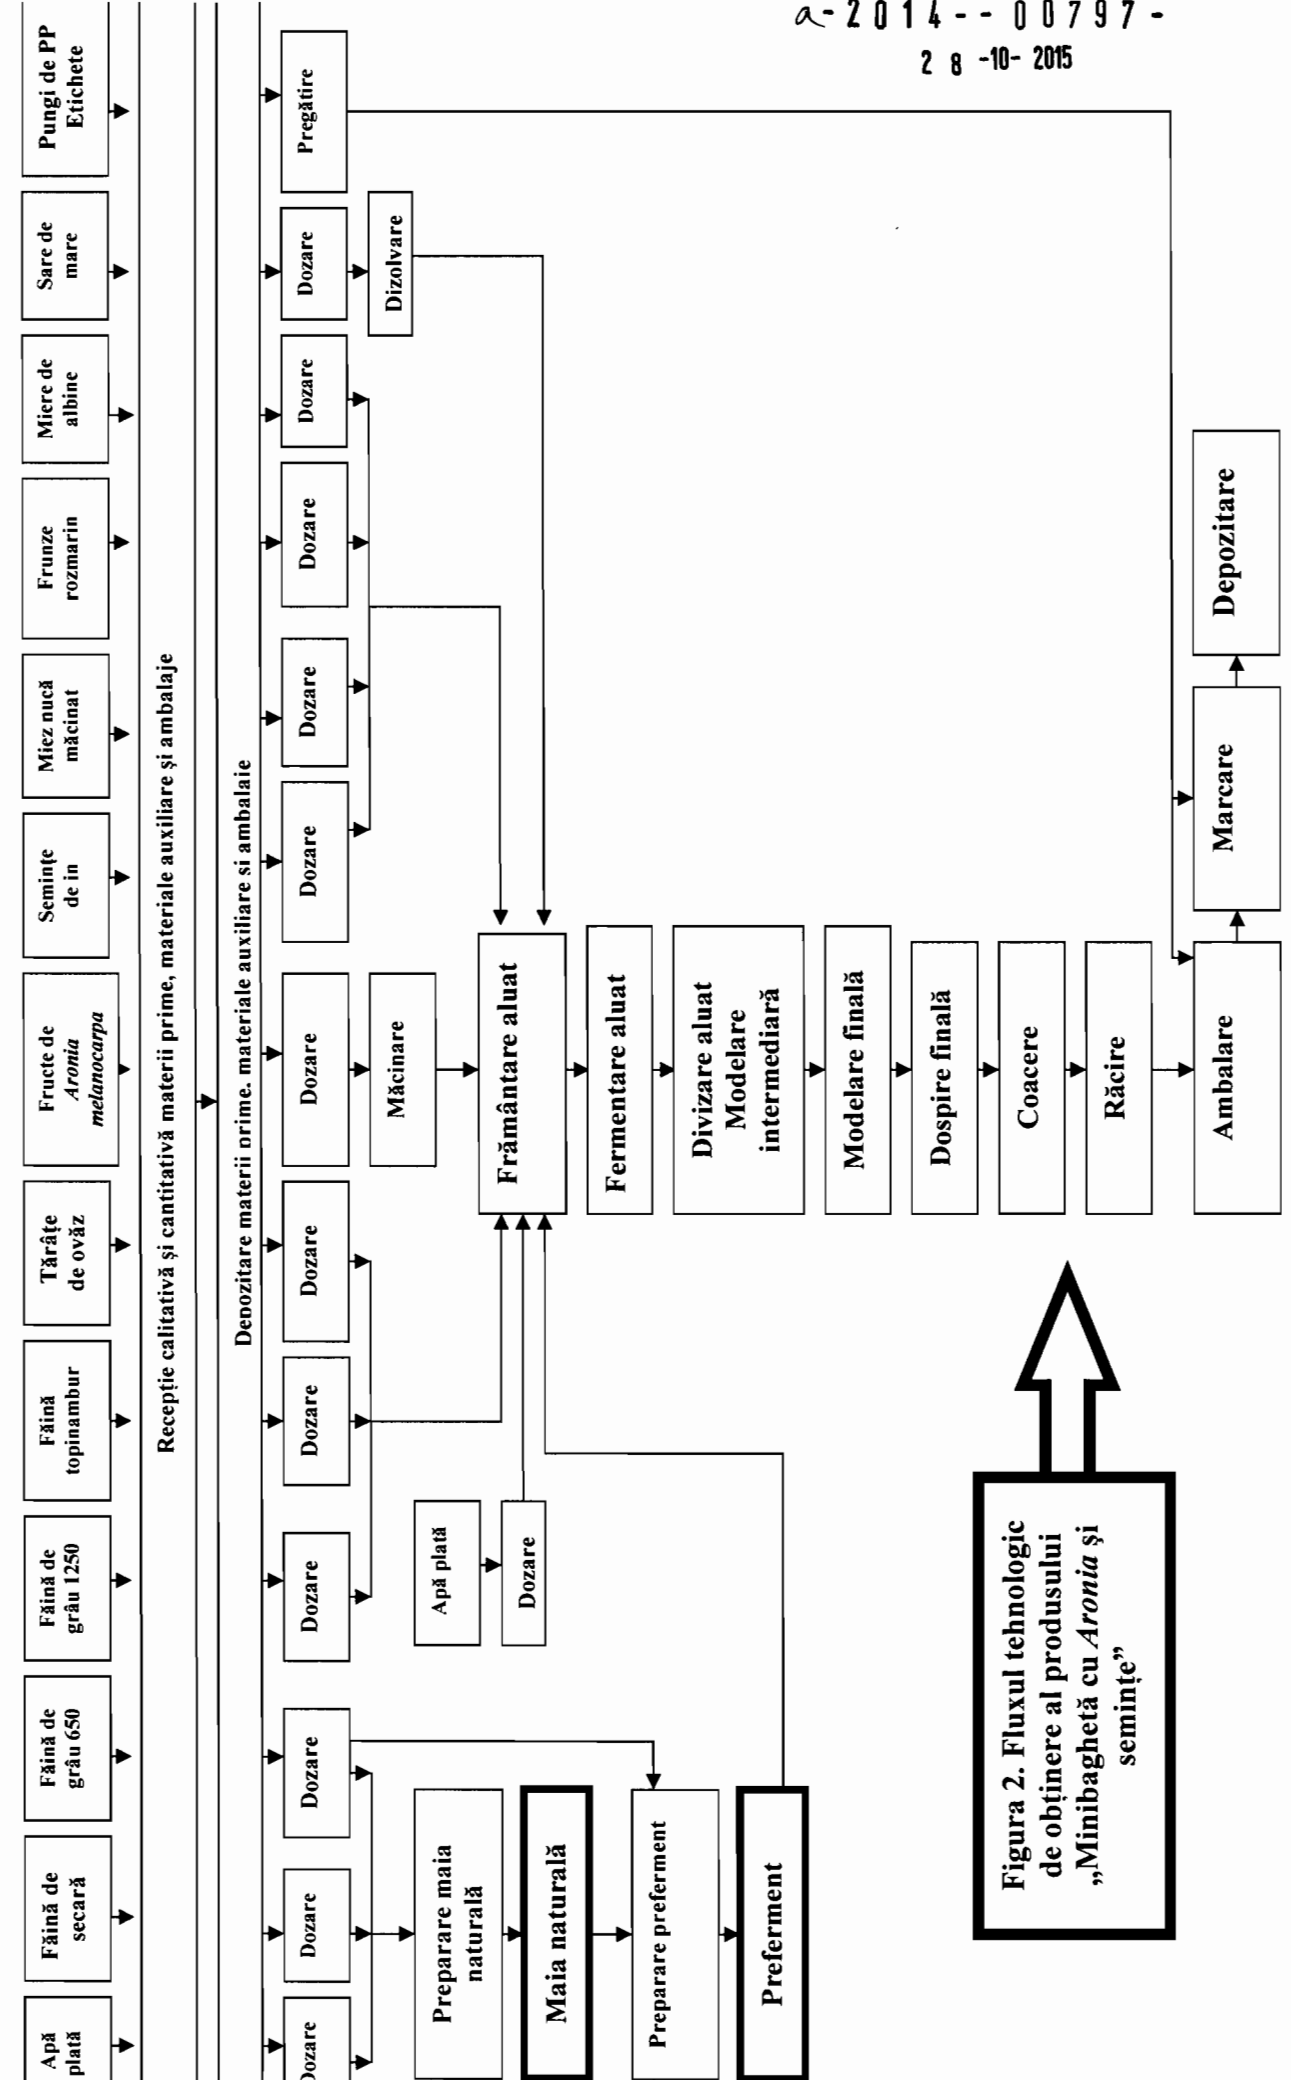 a-2014--00797-
28-10-2015
Apă
plată
Făină de
secară
Făină de
grâu 650
Făină de
grâu 1250
Făină
topinambur
Tărâțe
de ovăz
Fructe de
Aronia
melanocarpa
Semințe
de in
Miez nucă
măcinat
Frunze
rozmarin
Miere de
albine
Sare de
mare
Pungi de PP
Etichete
Recepție calitativă și cantitativă materii prime, materiale auxiliare și ambalaje
Depozitare materii prime. materiale auxiliare si ambalaje
Dozare
Dozare
Dozare
Dozare
Dozare
Dozare
Dozare
Dozare
Dozare
Dozare
Dozare
Dozare
Pregătire
Măcinare
Dizolvare
Preparare maia
naturală
Apă plată
Maia naturală
Dozare
Frământare aluat
Preparare preferment
Fermentare aluat
Preferment
Divizare aluat
Modelare
intermediară
Modelare finală
Dospire finală
Coacere
Răcire
Ambalare
Marcare
Depozitare
Figura 2. Fluxul tehnologic
de obținere al produsului
„Minibaghetă cu Aronia și
semințe”